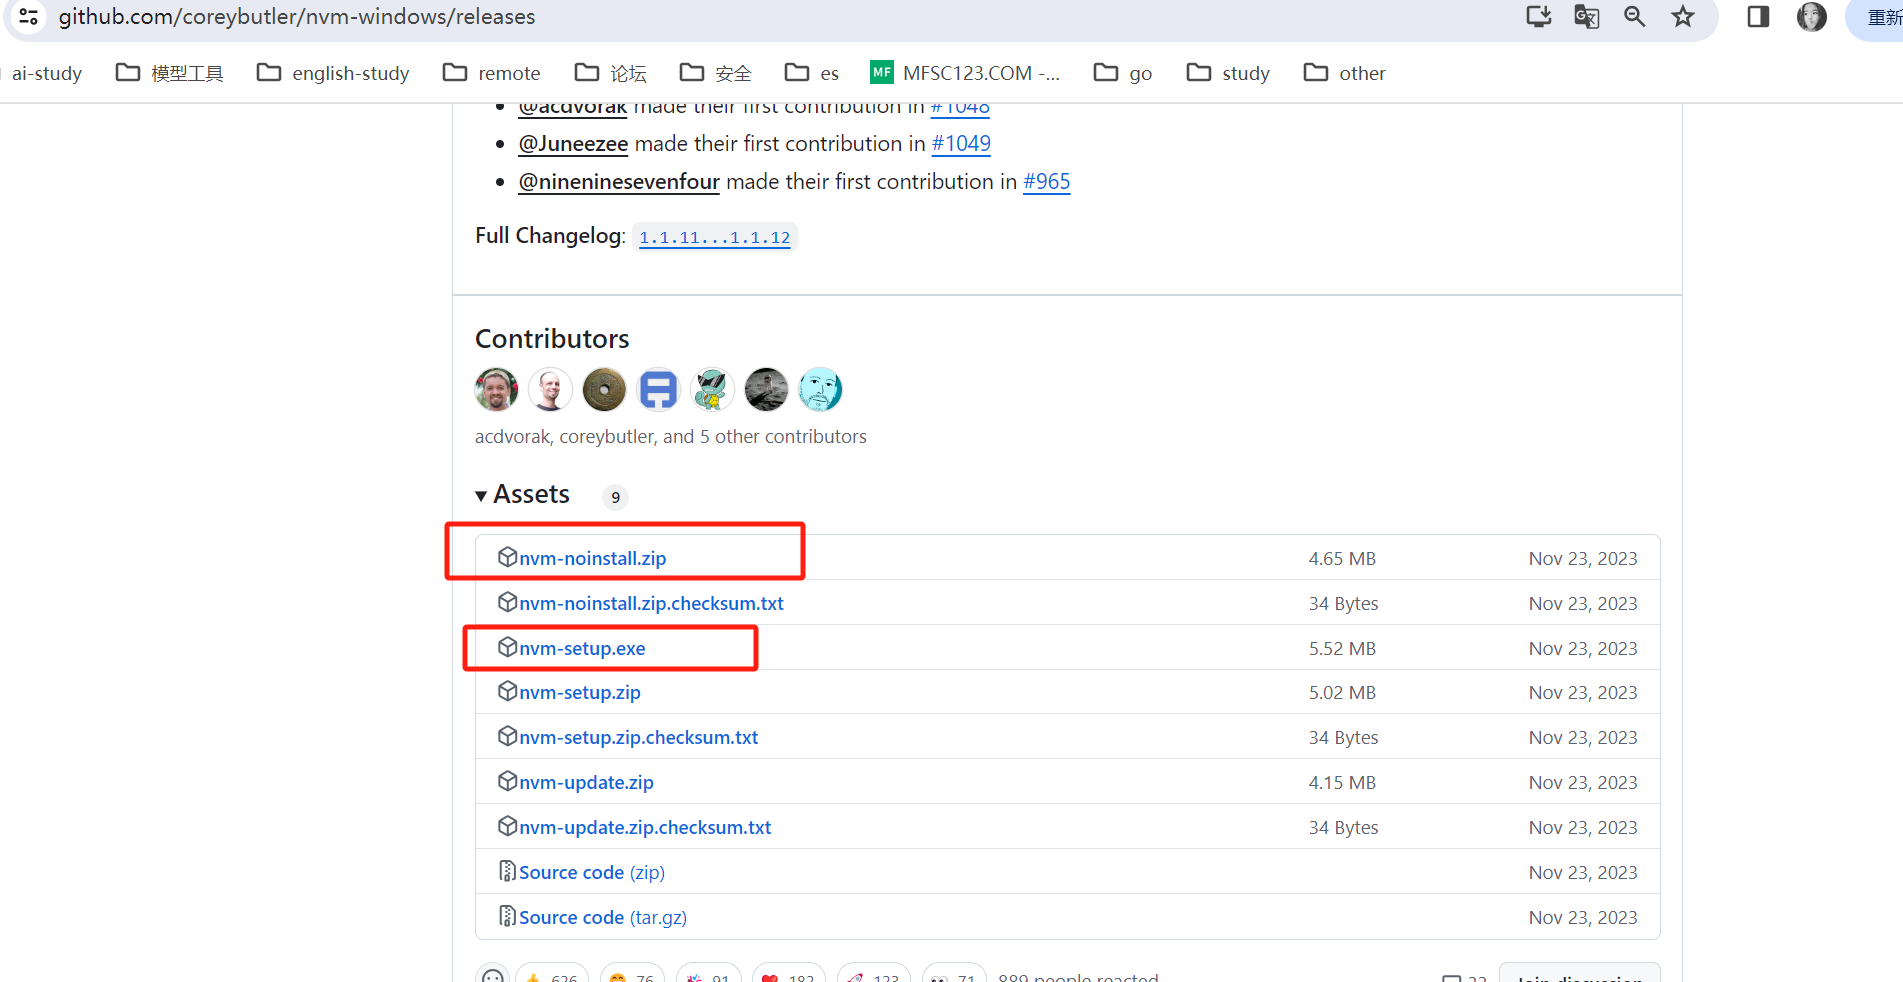 github.com/coreybutler/nvm-windows/releases
重新
ai-study 模型工具 english-study remote 论坛 安全 es MF MFSC123.COM -... go study other
@acdvorak made their first contribution in #1048
@Juneezee made their first contribution in #1049
@nineninesevenfour made their first contribution in #965
Full Changelog: 1.1.11...1.1.12
Contributors
acdvorak, coreybutler, and 5 other contributors
Assets 9
nvm-noinstall.zip 4.65 MB Nov 23, 2023
nvm-noinstall.zip.checksum.txt 34 Bytes Nov 23, 2023
nvm-setup.exe 5.52 MB Nov 23, 2023
nvm-setup.zip 5.02 MB Nov 23, 2023
nvm-setup.zip.checksum.txt 34 Bytes Nov 23, 2023
nvm-update.zip 4.15 MB Nov 23, 2023
nvm-update.zip.checksum.txt 34 Bytes Nov 23, 2023
Source code (zip) Nov 23, 2023
Source code (tar.gz) Nov 23, 2023
626 76 91 182 123 71 889 people reacted Join discussion